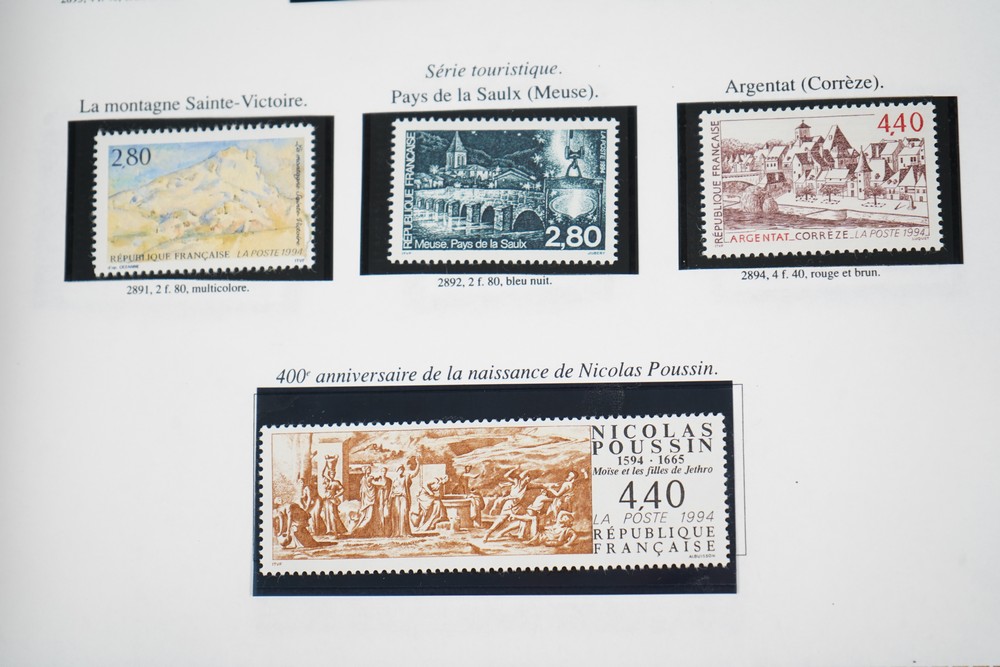 Série touristique.
La montagne Sainte-Victoire.
Pays de la Saulx (Meuse).
Argentat (Corrèze).
2,80
RÉPUBLIQUE FRANÇAISE LA POSTE 1994
RÉPUBLIQUE FRANÇAISE
LA POSTE
Meuse, Pays de la Saulx
2,80
RÉPUBLIQUE FRANÇAISE
4,40
ARGENTAT_CORRÈZE_LA POSTE 1994
2891, 2 f. 80, multicolore.
2892, 2 f. 80, bleu nuit.
2894, 4 f. 40, rouge et brun.
400e anniversaire de la naissance de Nicolas Poussin.
NICOLAS
POUSSIN
1594 · 1665
Moïse et les filles de Jethro
4,40
LA POSTE 1994
RÉPUBLIQUE
FRANÇAISE